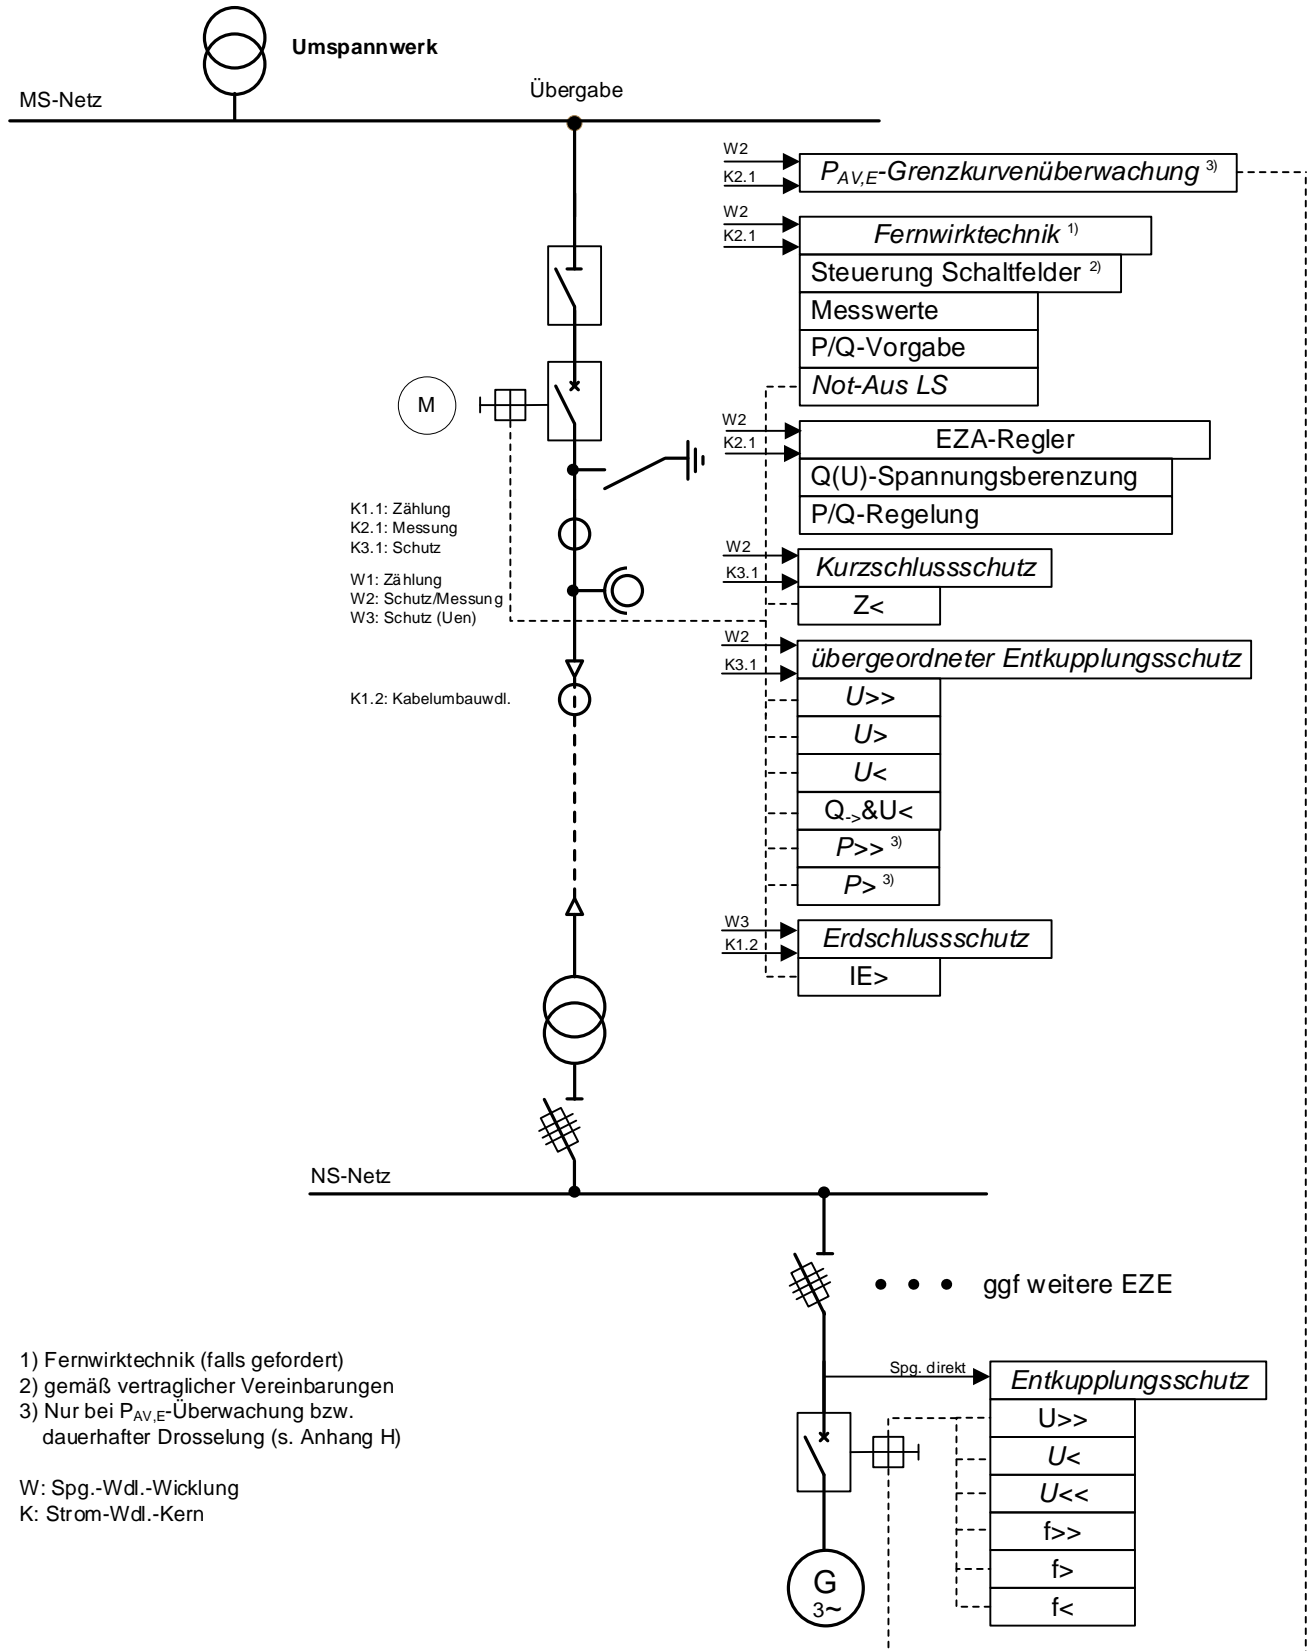 Umspannwerk
MS-Netz
Übergabe
W2
K2.1
P_AV,E-Grenzkurvenüberwachung 3)
W2
K2.1
Fernwirktechnik 1)
Steuerung Schaltfelder 2)
Messwerte
P/Q-Vorgabe
Not-Aus LS
M
W2
K2.1
EZA-Regler
Q(U)-Spannungsberenzung
P/Q-Regelung
K1.1: Zählung
K2.1: Messung
K3.1: Schutz
W1: Zählung
W2: Schutz/Messung
W3: Schutz (Uen)
W2
K3.1
Kurzschlussschutz
Z<
W2
K3.1
übergeordneter Entkupplungsschutz
U>>
U>
U<
Q->&U<
P>> 3)
P> 3)
K1.2: Kabelumbauwdl.
W3
K1.2
Erdschlussschutz
IE>
NS-Netz
ggf weitere EZE
1) Fernwirktechnik (falls gefordert)
2) gemäß vertraglicher Vereinbarungen
3) Nur bei P_AV,E-Überwachung bzw.
dauerhafter Drosselung (s. Anhang H)
W: Spg.-Wdl.-Wicklung
K: Strom-Wdl.-Kern
Spg. direkt
Entkupplungsschutz
U>>
U<
U<<
f>>
f>
f<
G
3~